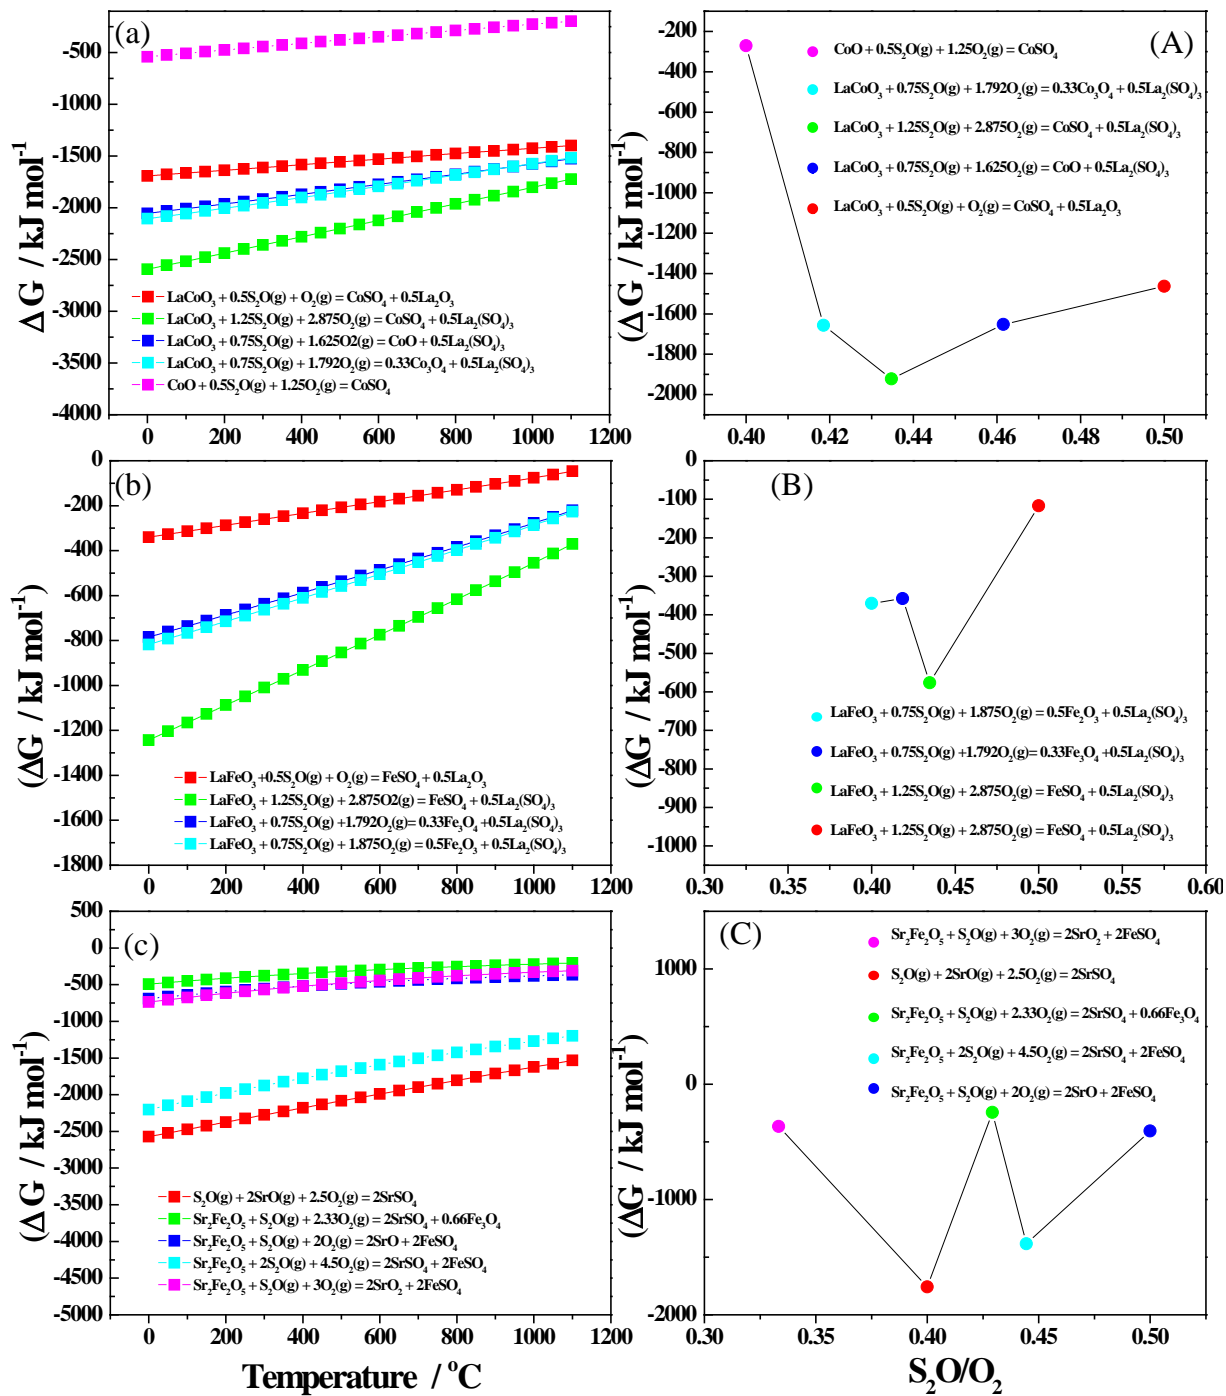 (a)
-500
-1000
-1500
-2000
-2500
-3000
-3500
-4000
ΔG / kJ mol⁻¹
LaCoO₃ + 0.5S₂O(g) + O₂(g) = CoSO₄ + 0.5La₂O₃
LaCoO₃ + 1.25S₂O(g) + 2.875O₂(g) = CoSO₄ + 0.5La₂(SO₄)₃
LaCoO₃ + 0.75S₂O(g) + 1.625O2(g) = CoO + 0.5La₂(SO₄)₃
LaCoO₃ + 0.75S₂O(g) + 1.792O₂(g) = 0.33Co₃O₄ + 0.5La₂(SO₄)₃
CoO + 0.5S₂O(g) + 1.25O₂(g) = CoSO₄
0 200 400 600 800 1000 1200
(A)
-200
-400
-600
-800
-1000
-1200
-1400
-1600
-1800
-2000
(ΔG / kJ mol⁻¹)
CoO + 0.5S₂O(g) + 1.25O₂(g) = CoSO₄
LaCoO₃ + 0.75S₂O(g) + 1.792O₂(g) = 0.33Co₃O₄ + 0.5La₂(SO₄)₃
LaCoO₃ + 1.25S₂O(g) + 2.875O₂(g) = CoSO₄ + 0.5La₂(SO₄)₃
LaCoO₃ + 0.75S₂O(g) + 1.625O₂(g) = CoO + 0.5La₂(SO₄)₃
LaCoO₃ + 0.5S₂O(g) + O₂(g) = CoSO₄ + 0.5La₂O₃
0.40 0.42 0.44 0.46 0.48 0.50
(b)
0
-200
-400
-600
-800
-1000
-1200
-1400
-1600
-1800
(ΔG / kJ mol⁻¹)
LaFeO₃ +0.5S₂O(g) + O₂(g) = FeSO₄ + 0.5La₂O₃
LaFeO₃ + 1.25S₂O(g) + 2.875O2(g) = FeSO₄ + 0.5La₂(SO₄)₃
LaFeO₃ + 0.75S₂O(g) +1.792O₂(g)= 0.33Fe₃O₄ +0.5La₂(SO₄)₃
LaFeO₃ + 0.75S₂O(g) + 1.875O₂(g) = 0.5Fe₂O₃ + 0.5La₂(SO₄)₃
0 200 400 600 800 1000 1200
(B)
0
-100
-200
-300
-400
-500
-600
-700
-800
-900
-1000
(ΔG / kJ mol⁻¹)
LaFeO₃ + 0.75S₂O(g) + 1.875O₂(g) = 0.5Fe₂O₃ + 0.5La₂(SO₄)₃
LaFeO₃ + 0.75S₂O(g) +1.792O₂(g)= 0.33Fe₃O₄ +0.5La₂(SO₄)₃
LaFeO₃ + 1.25S₂O(g) + 2.875O₂(g) = FeSO₄ + 0.5La₂(SO₄)₃
LaFeO₃ + 1.25S₂O(g) + 2.875O₂(g) = FeSO₄ + 0.5La₂(SO₄)₃
0.30 0.35 0.40 0.45 0.50 0.55 0.60
(c)
500
0
-500
-1000
-1500
-2000
-2500
-3000
-3500
-4000
-4500
-5000
(ΔG / kJ mol⁻¹)
S₂O(g) + 2SrO(g) + 2.5O₂(g) = 2SrSO₄
Sr₂Fe₂O₅ + S₂O(g) + 2.33O₂(g) = 2SrSO₄ + 0.66Fe₃O₄
Sr₂Fe₂O₅ + S₂O(g) + 2O₂(g) = 2SrO + 2FeSO₄
Sr₂Fe₂O₅ + 2S₂O(g) + 4.5O₂(g) = 2SrSO₄ + 2FeSO₄
Sr₂Fe₂O₅ + S₂O(g) + 3O₂(g) = 2SrO₂ + 2FeSO₄
0 200 400 600 800 1000 1200
Temperature / °C
(C)
1000
0
-1000
-2000
(ΔG / kJ mol⁻¹)
Sr₂Fe₂O₅ + S₂O(g) + 3O₂(g) = 2SrO₂ + 2FeSO₄
S₂O(g) + 2SrO(g) + 2.5O₂(g) = 2SrSO₄
Sr₂Fe₂O₅ + S₂O(g) + 2.33O₂(g) = 2SrSO₄ + 0.66Fe₃O₄
Sr₂Fe₂O₅ + 2S₂O(g) + 4.5O₂(g) = 2SrSO₄ + 2FeSO₄
Sr₂Fe₂O₅ + S₂O(g) + 2O₂(g) = 2SrO + 2FeSO₄
0.30 0.35 0.40 0.45 0.50
S₂O/O₂